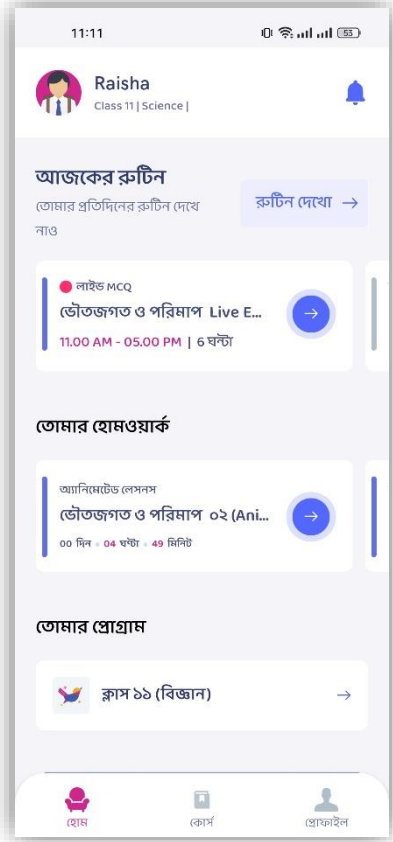 11:11
53
Raisha
Class 11 | Science |
আজকের রুটিন
তোমার প্রতিদিনের রুটিন দেখে
নাও
রুটিন দেখো →
লাইভ MCQ
ভৌতজগত ও পরিমাপ Live E...
11.00 AM - 05.00 PM | 6 ঘন্টা
তোমার হোমওয়ার্ক
অ্যানিমেটেড লেসনস
ভৌতজগত ও পরিমাপ ০২ (Ani...
00 দিন • 04 ঘন্টা • 49 মিনিট
তোমার প্রোগ্রাম
ক্লাস ১১ (বিজ্ঞান)
হোম
কোর্স
প্রোফাইল